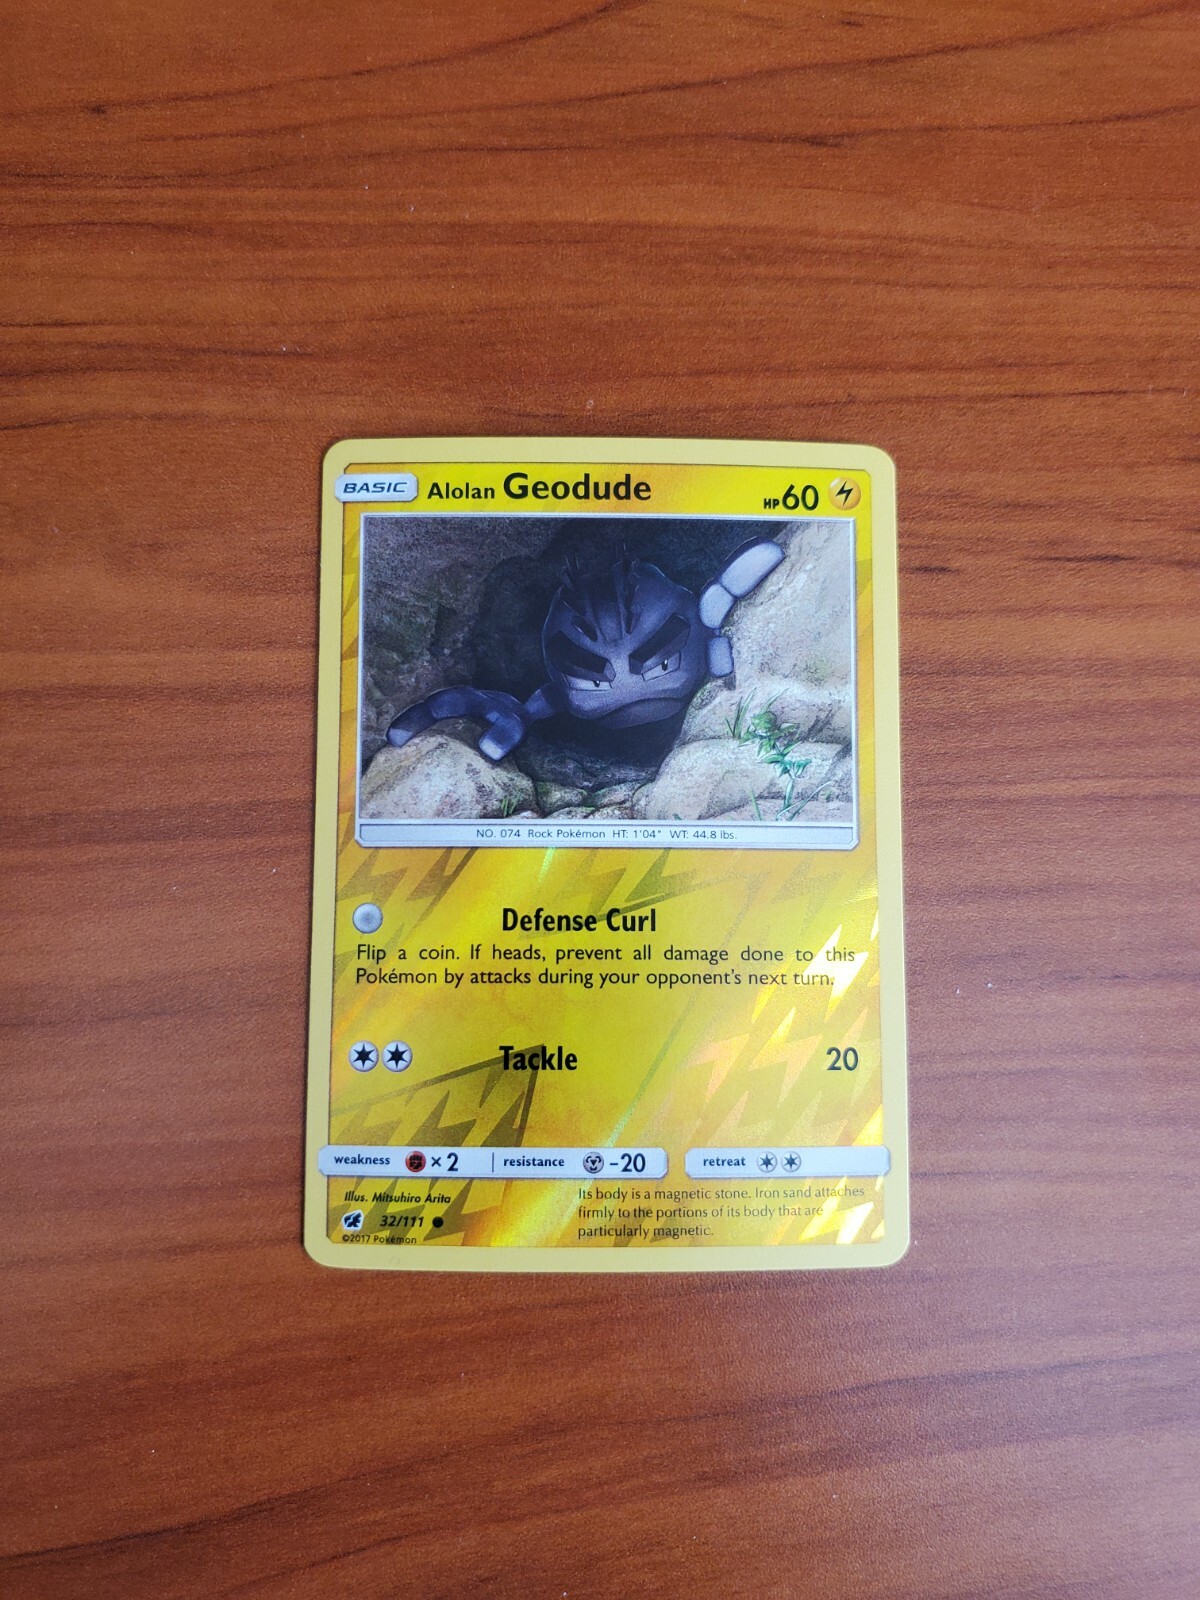 BASIC Alolan Geodude HP 60
NO. 074 Rock Pokémon HT: 1'04" WT: 44.8 lbs.
Defense Curl
Flip a coin. If heads, prevent all damage done to this
Pokémon by attacks during your opponent's next turn.
Tackle 20
weakness ×2 resistance -20 retreat
Illus. Mitsuhiro Arita
32/111
©2017 Pokémon
Its body is a magnetic stone. Iron sand attaches
firmly to the portions of its body that are
particularly magnetic.